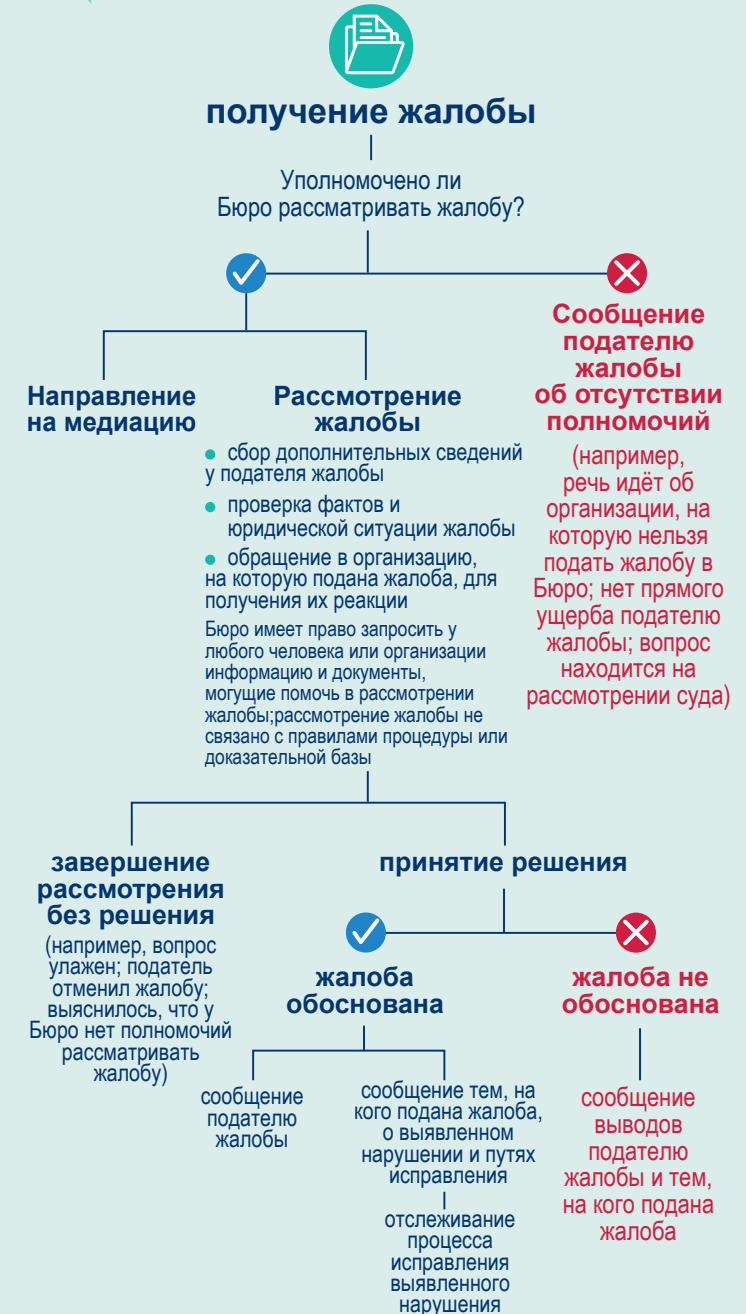 получение жалобы
Уполномочено ли
Бюро рассматривать жалобу?
Направление
на медиацию
Рассмотрение
жалобы
сбор дополнительных сведений
у подателя жалобы
проверка фактов и
юридической ситуации жалобы
обращение в организацию,
на которую подана жалоба, для
получения их реакции
Бюро имеет право запросить у
любого человека или организации
информацию и документы,
могущие помочь в рассмотрении
жалобы;рассмотрение жалобы не
связано с правилами процедуры или
доказательной базы
Сообщение
подателю
жалобы
об отсутствии
полномочий
(например,
речь идёт об
организации, на
которую нельзя
подать жалобу в
Бюро; нет прямого
ущерба подателю
жалобы; вопрос
находится на
рассмотрении суда)
завершение
рассмотрения
без решения
(например, вопрос
улажен; податель
отменил жалобу;
выяснилось, что у
Бюро нет полномочий
рассматривать
жалобу)
принятие решения
жалоба
обоснована
сообщение
подателю
жалобы
сообщение тем, на
кого подана жалоба,
о выявленном
нарушении и путях
исправления
отслеживание
процесса
исправления
выявленного
нарушения
жалоба не
обоснована
сообщение
выводов
подателю
жалобы и тем,
на кого подана
жалоба